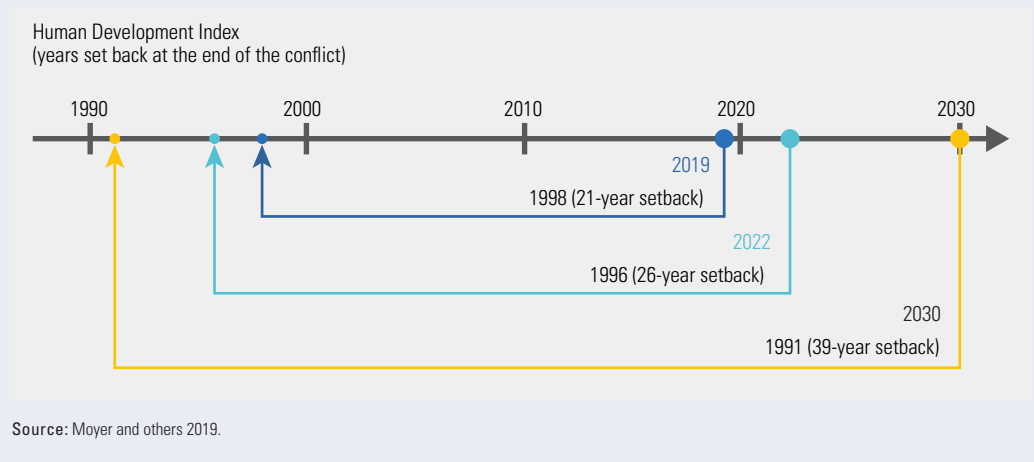 Human Development Index
(years set back at the end of the conflict)
1990 2000 2010 2020 2030
2019
1998 (21-year setback)
2022
1996 (26-year setback)
2030
1991 (39-year setback)
Source: Moyer and others 2019.